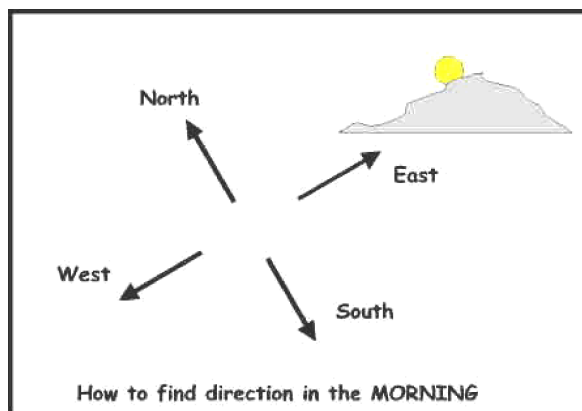 North
East
West
South
How to find direction in the MORNING